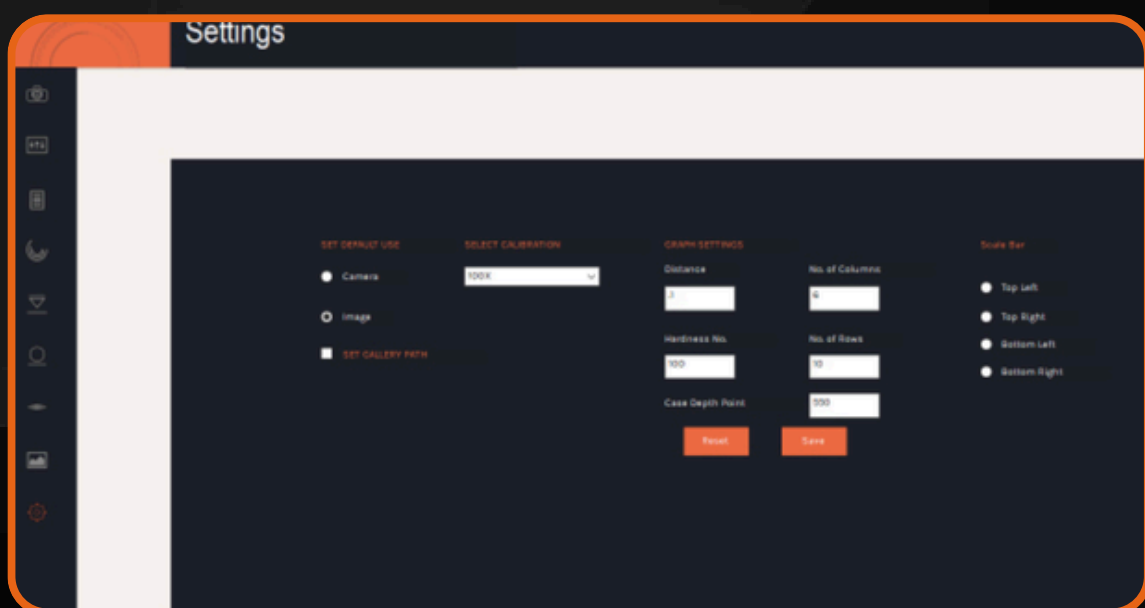 Settings
SET DEFAULT USE
Camera
Image
SET GALLERY PATH
SELECT CALIBRATION
100X
GRAPH SETTINGS
Distance
.1
No. of Columns
6
Hardness No.
100
No. of Rows
10
Case Depth Point
550
Reset
Save
Scale Bar
Top Left
Top Right
Bottom Left
Bottom Right